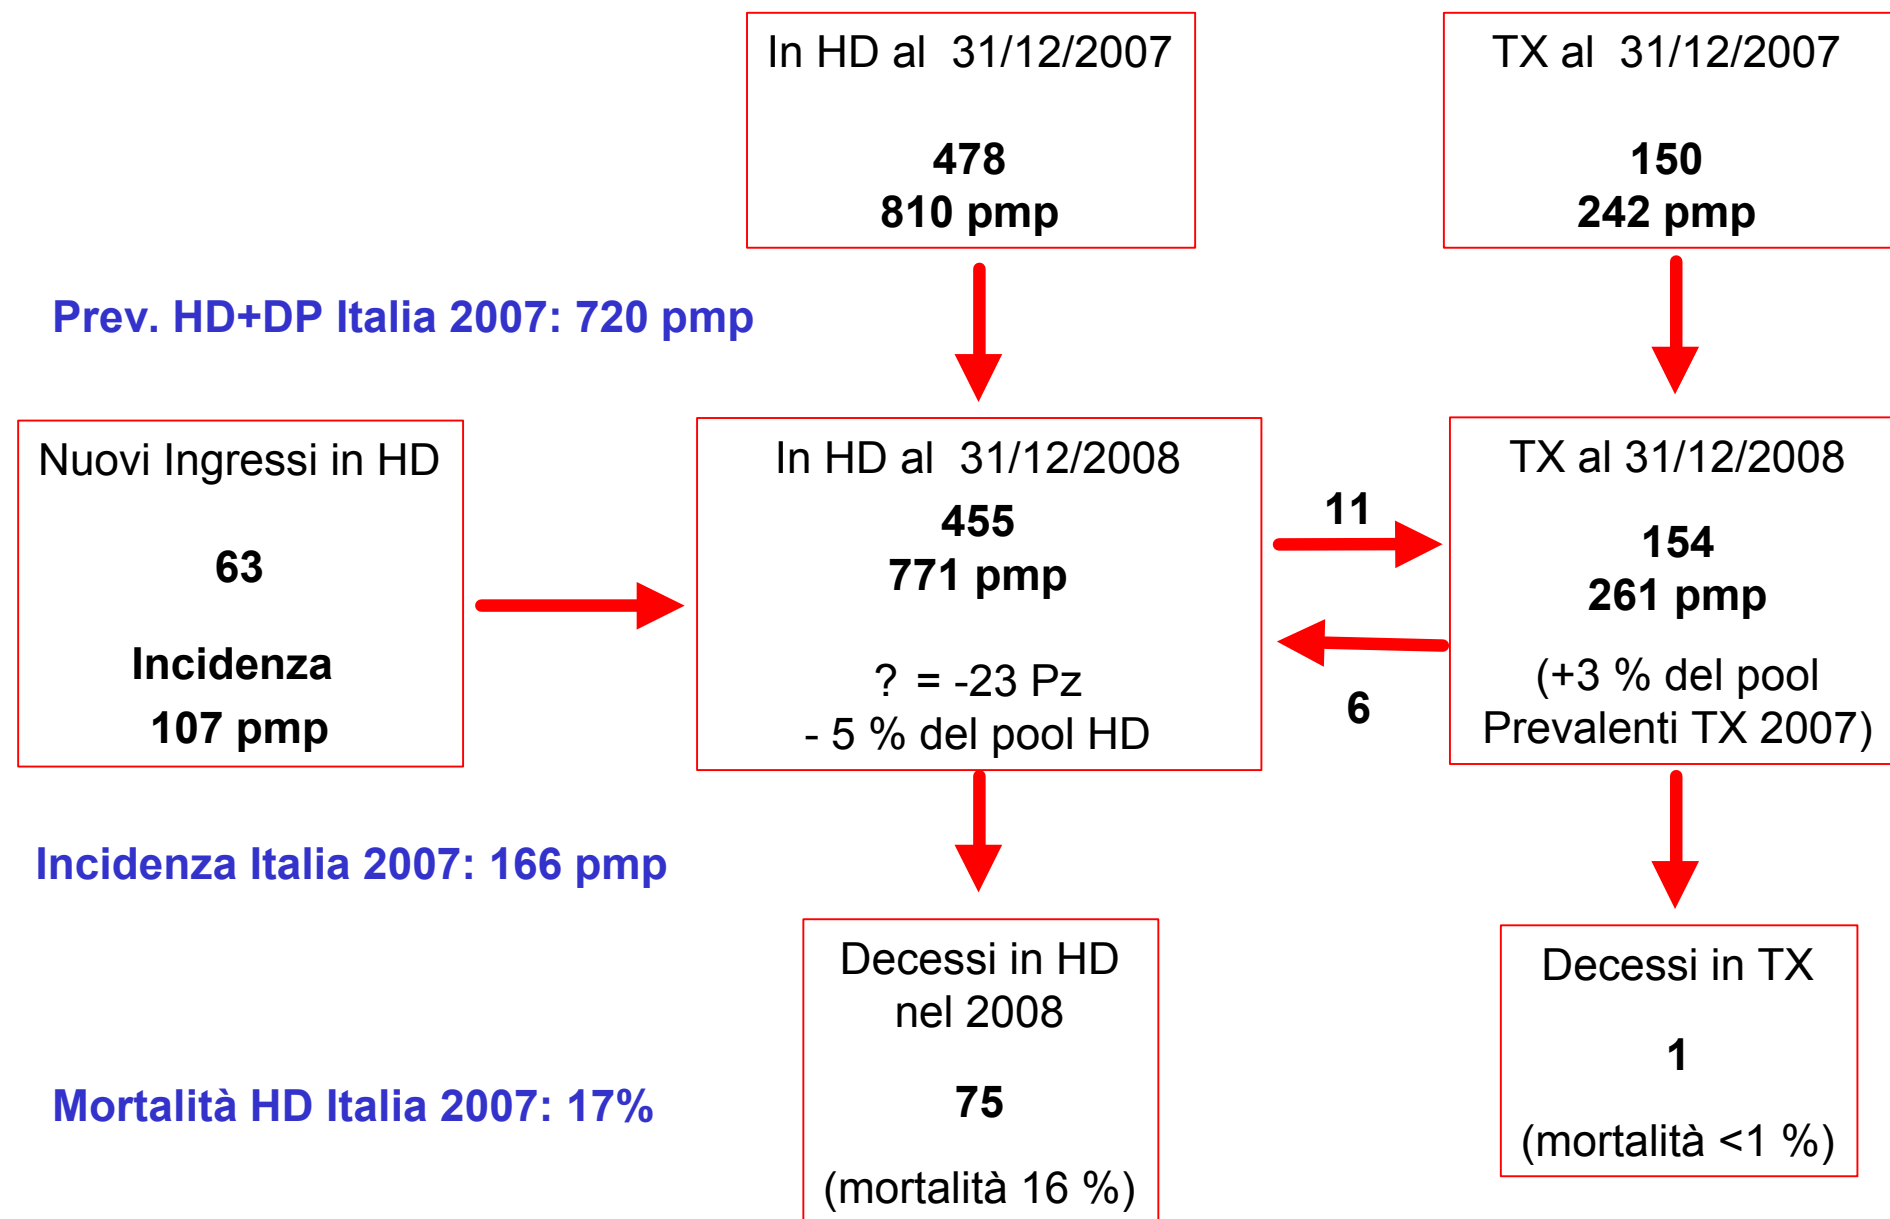 In HD al 31/12/2007
478
810 pmp
TX al 31/12/2007
150
242 pmp
Prev. HD+DP Italia 2007: 720 pmp
Nuovi Ingressi in HD
63
Incidenza
107 pmp
In HD al 31/12/2008
455
771 pmp
? = -23 Pz
- 5 % del pool HD
11
6
TX al 31/12/2008
154
261 pmp
(+3 % del pool
Prevalenti TX 2007)
Incidenza Italia 2007: 166 pmp
Decessi in HD
nel 2008
75
(mortalità 16 %)
Decessi in TX
1
(mortalità <1 %)
Mortalità HD Italia 2007: 17%